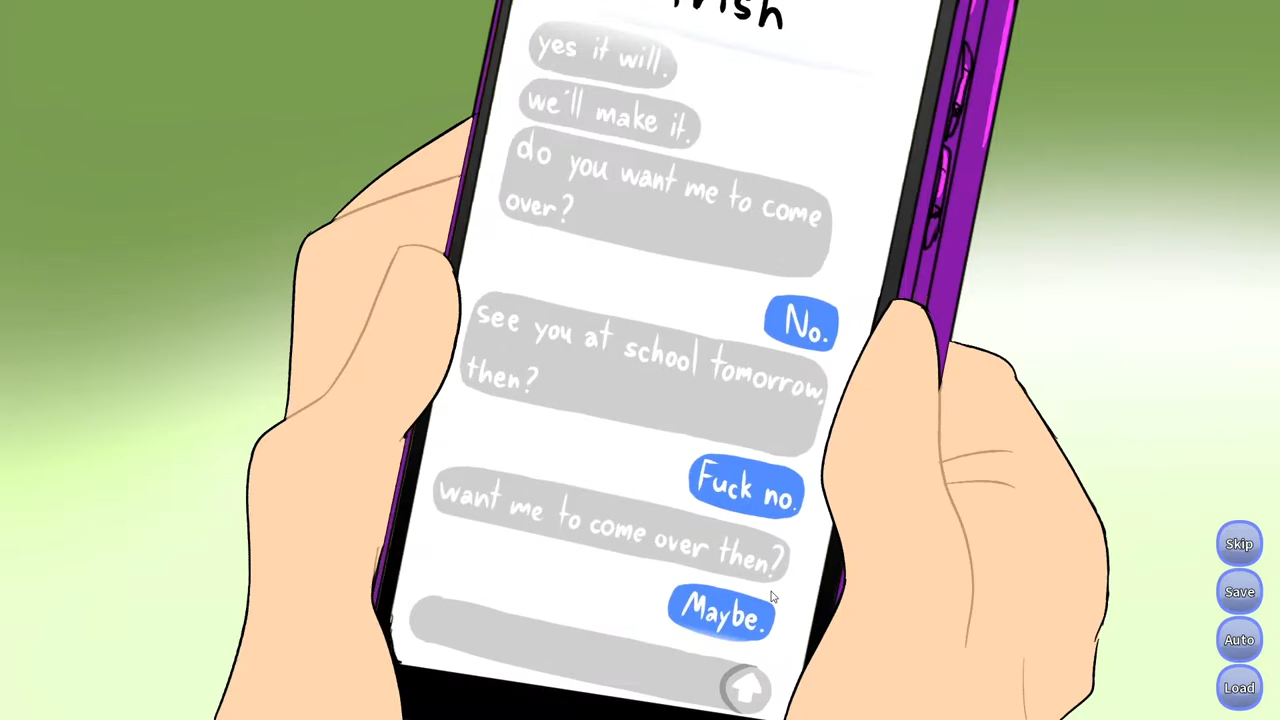 yes it will.
we'll make it.
do you want me to come
over?
No.
see you at school tomorrow,
then?
Fuck no.
want me to come over then?
Maybe.
Skip
Save
Auto
Load